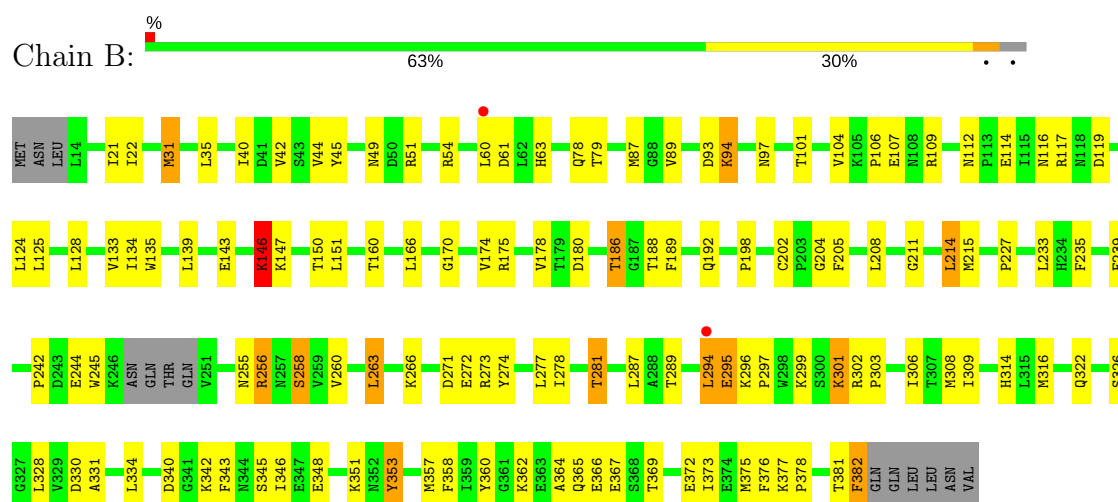 %
Chain B:
63% 30% • •
MET ASN LEU L14 I21 I22 M31 L35 I40 D41 V42 S43 V44 Y45 N49 D50 R51 R54 L60 D61 L62 H63 Q78 T79 M87 G88 V89 D93 K94 N97 T101 V104 K105 P106 E107 N108 R109 N112 P113 E114 I115 N116 R117 N118 D119
L124 L125 L128 V133 I134 W135 L139 E143 K146 K147 T150 L151 T160 L166 G170 V174 R175 V178 T179 D180 T186 G187 T188 F189 Q192 P198 C202 P203 G204 F205 L208 G211 L214 M215 P227 L233 H234 F235
P242 D243 E244 W245 K246 ASN GLN THR GLN V251 N255 R256 N257 S258 V259 V260 L263 K266 D271 E272 R273 Y274 L277 I278 T281 L287 A288 T289 L294 E295 K296 P297 W298 K299 S300 K301 R302 P303 I306 T307 M308 I309 H314 L315 M316 Q322
G327 L328 V329 D330 A331 L334 D340 G341 K342 F343 N344 S345 I346 E347 E348 K351 N352 Y353 M357 F358 I359 Y360 G361 K362 E363 A364 Q365 E366 E367 S368 T369 E372 I373 E374 M375 F376 K377 P378 T381 F382 GLN GLN LEU LEU ASN VAL